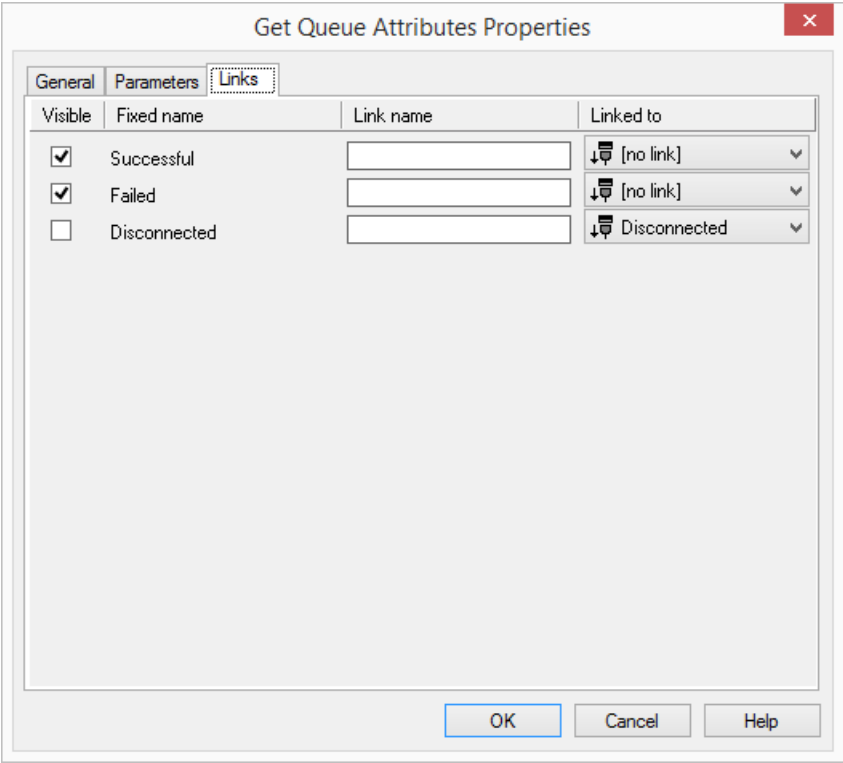 Get Queue Attributes Properties
General Parameters Links
Visible Fixed name Link name Linked to
Successful [no link]
Failed [no link]
Disconnected Disconnected
OK Cancel Help